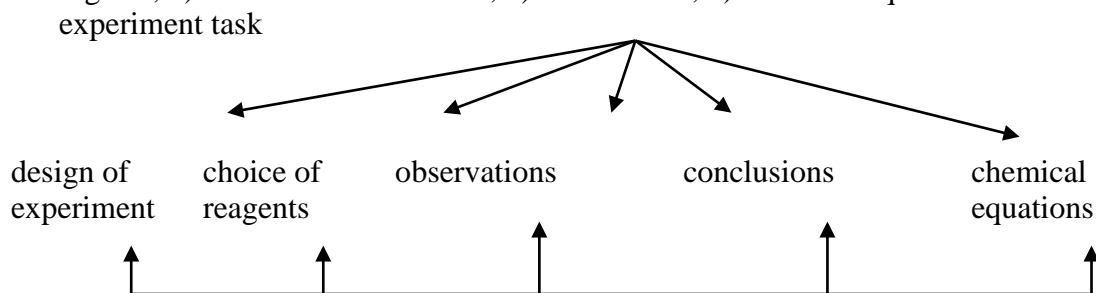 experiment task
design of choice of observations conclusions chemical
experiment reagents equations